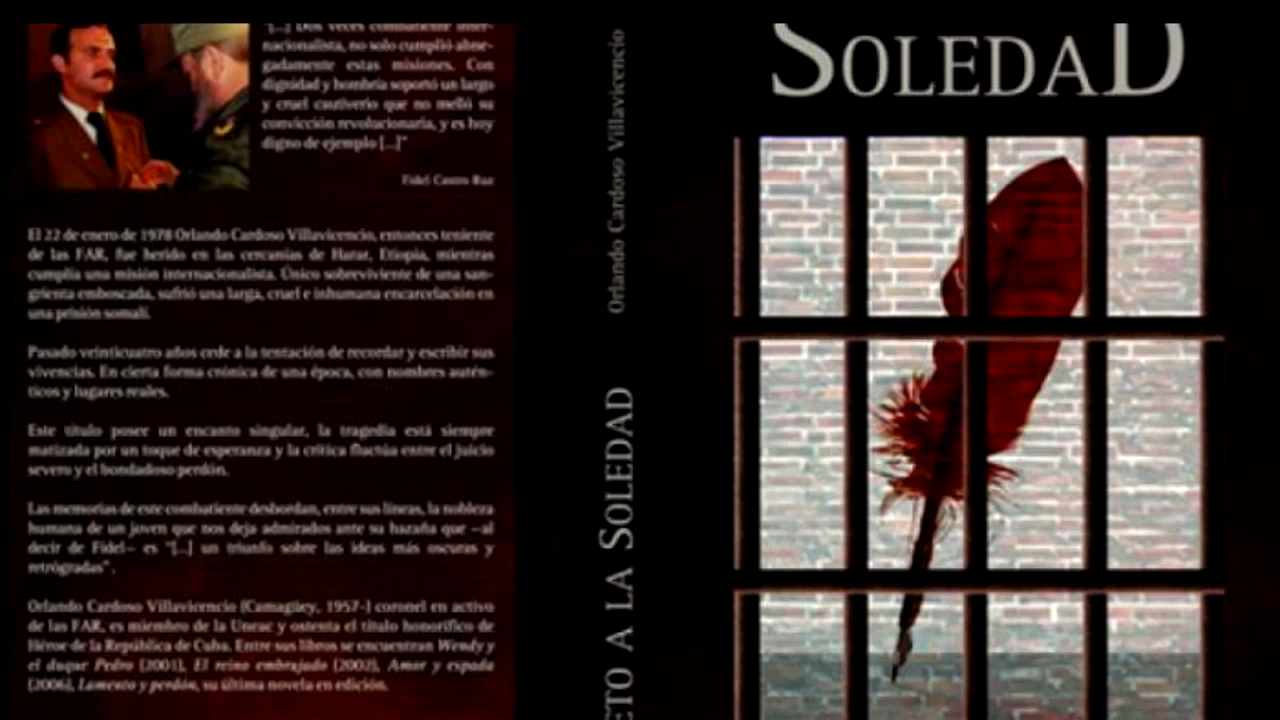 "[...] Dos veces combatiente inter-
nacionalista, no solo cumplió abne-
gadamente estas misiones. Con
dignidad y hombría soportó un largo
y cruel cautiverio que no melló su
convicción revolucionaria, y es hoy
digno de ejemplo [...]"
Fidel Castro Ruz
El 22 de enero de 1978 Orlando Cardoso Villavicencio, entonces teniente
de las FAR, fue herido en las cercanías de Harar, Etiopia, mientras
cumplía una misión internacionalista. Único sobreviviente de una san-
grienta emboscada, sufrió una larga, cruel e inhumana encarcelación en
una prisión somalí.
Pasado veinticuatro años cede a la tentación de recordar y escribir sus
vivencias. En cierta forma crónica de una época, con nombres autén-
ticos y lugares reales.
Este título posee un encanto singular, la tragedia está siempre
matizada por un toque de esperanza y la crítica fluctúa entre el juicio
severo y el bondadoso perdón.
Las memorias de este combatiente desbordan, entre sus líneas, la nobleza
humana de un joven que nos deja admirados ante su hazaña que –al
decir de Fidel– es "[...] un triunfo sobre las ideas más oscuras y
retrógradas".
Orlando Cardoso Villavicencio (Camagüey, 1957-) coronel en activo
de las FAR, es miembro de la Uneac y ostenta el título honorífico de
Héroe de la República de Cuba. Entre sus libros se encuentran Wendy y
el duque Pedro (2001), El reino embrujado (2002), Amor y espada
(2006), Lamento y perdón, su última novela en edición.
ETO A LA SOLEDAD Orlando Cardoso Villavicencio
SOLEDAD